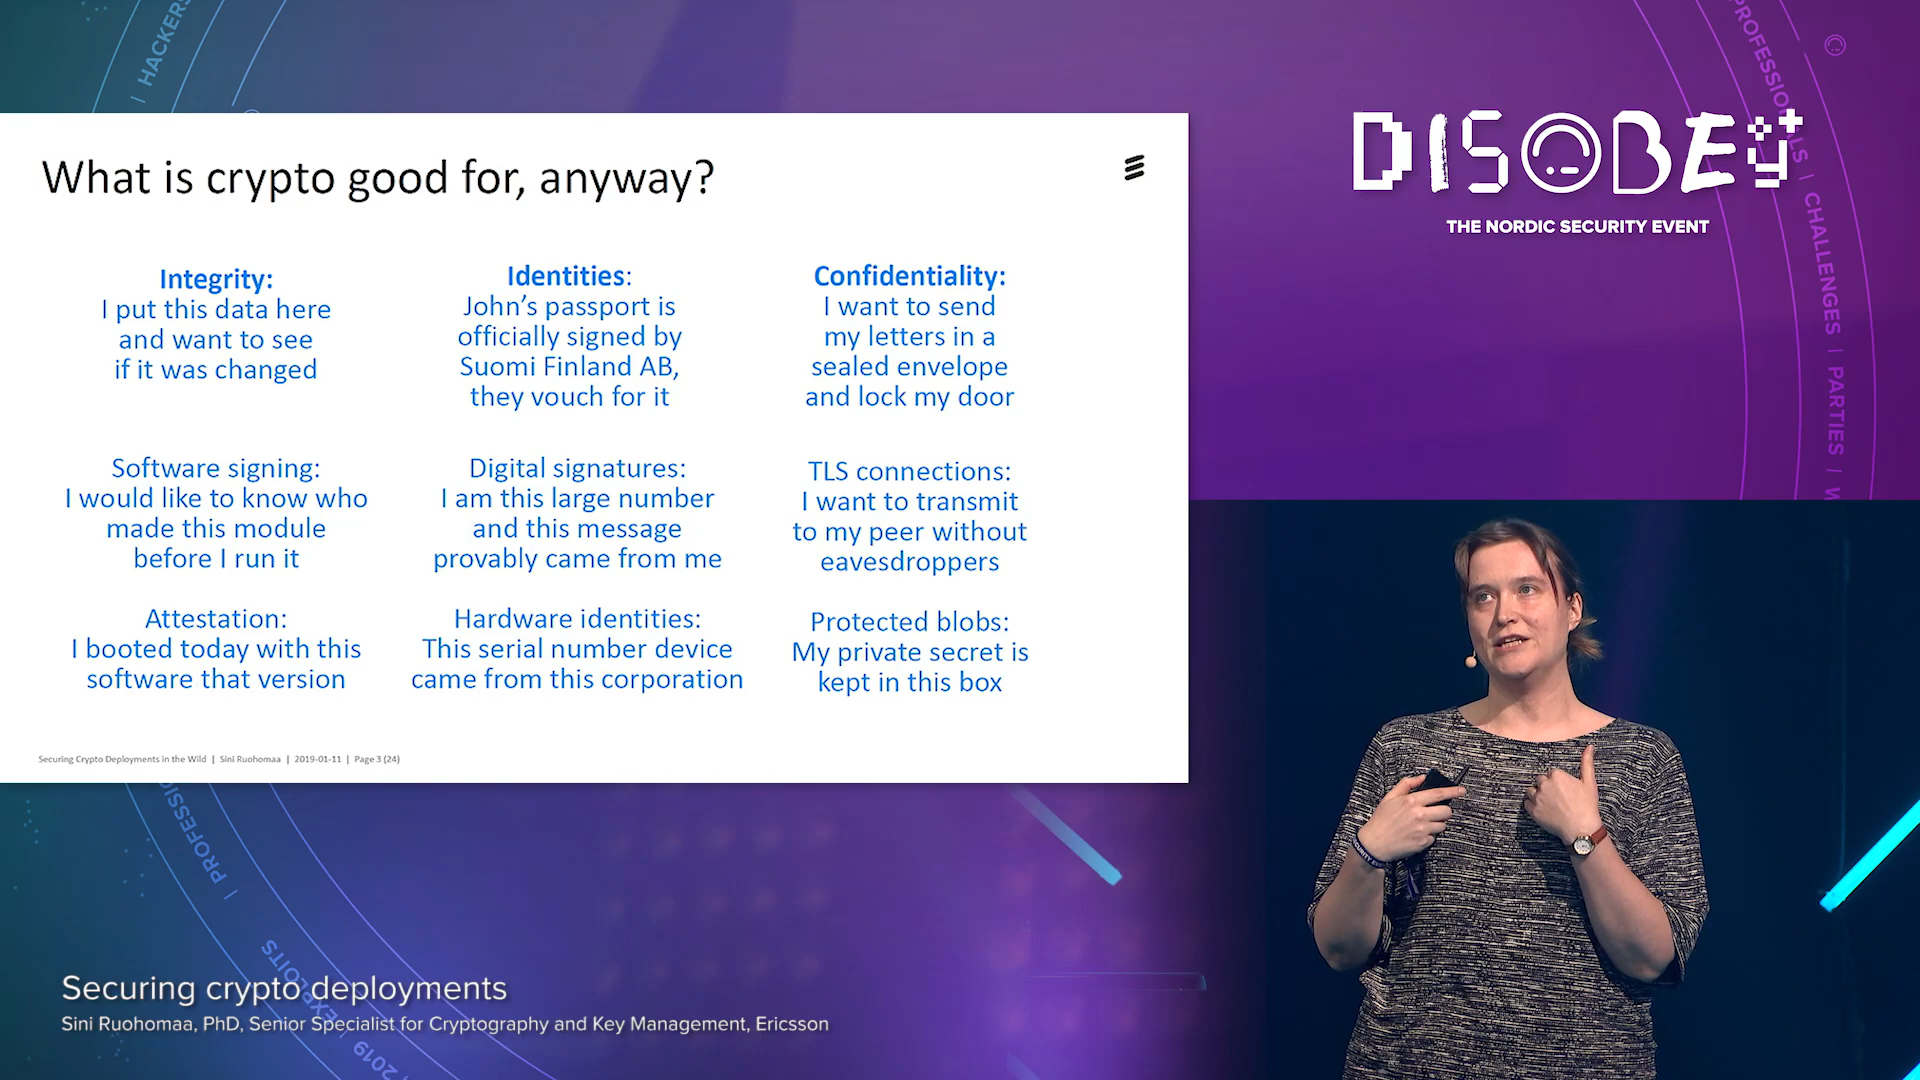 HACKERS
What is crypto good for, anyway?
Integrity:
I put this data here
and want to see
if it was changed
Identities:
John's passport is
officially signed by
Suomi Finland AB,
they vouch for it
Confidentiality:
I want to send
my letters in a
sealed envelope
and lock my door
Software signing:
I would like to know who
made this module
before I run it
Digital signatures:
I am this large number
and this message
provably came from me
TLS connections:
I want to transmit
to my peer without
eavesdroppers
Attestation:
I booted today with this
software that version
Hardware identities:
This serial number device
came from this corporation
Protected blobs:
My private secret is
kept in this box
Securing Crypto Deployments in the Wild | Sini Ruohomaa | 2019-01-11 | Page 3 (24)
DISOBEY
THE NORDIC SECURITY EVENT
PROFESSIONALS | CHALLENGES | PARTIES |
EXPLOITS
2019
Securing crypto deployments
Sini Ruohomaa, PhD, Senior Specialist for Cryptography and Key Management, Ericsson